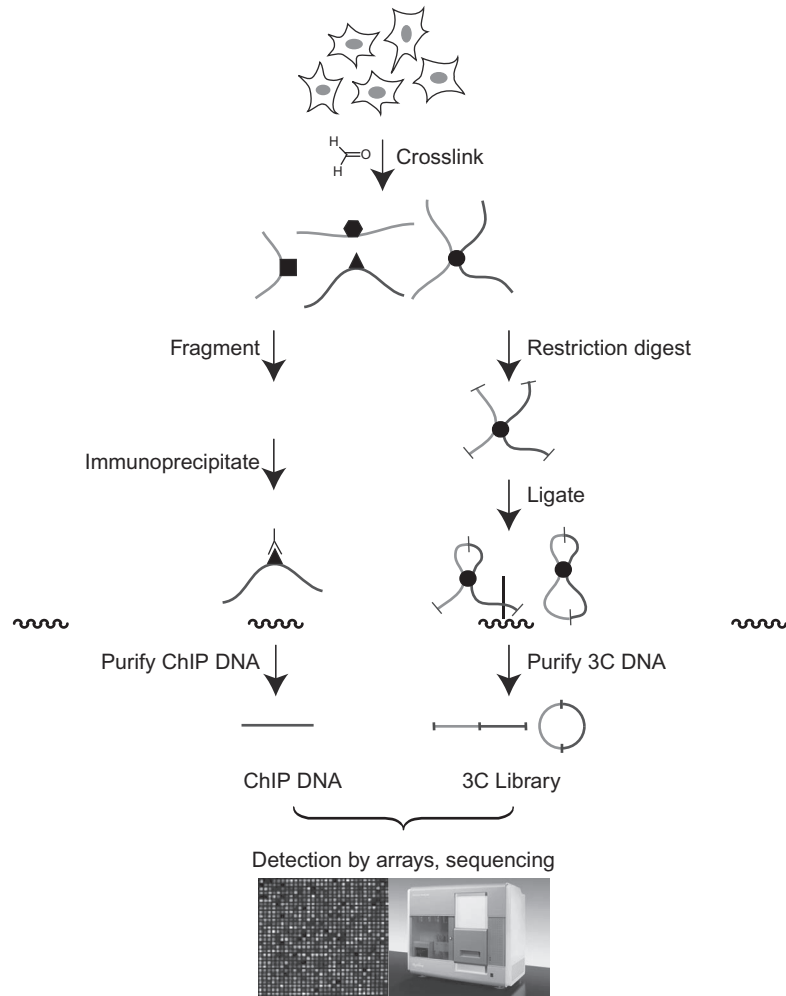 H
O
H
Crosslink
Fragment
Restriction digest
Immunoprecipitate
Ligate
Purify ChIP DNA
Purify 3C DNA
ChIP DNA
3C Library
Detection by arrays, sequencing